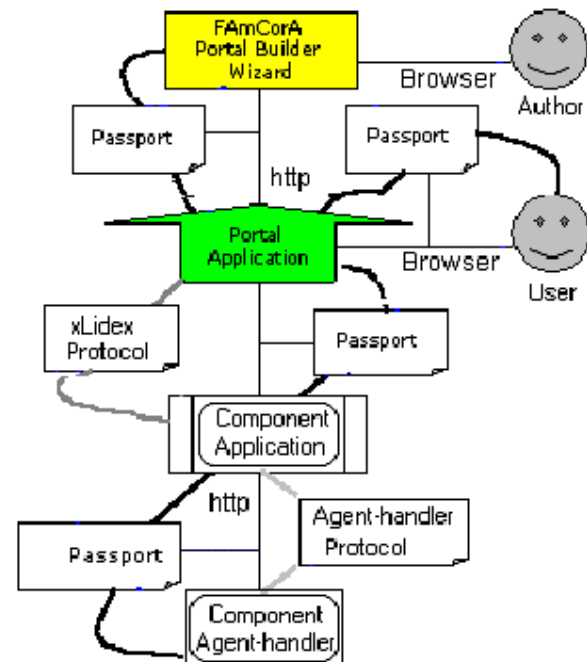 FAmCorA
Portal Builder
Wizard
Browser
Author
Passport
Passport
http
Portal
Application
Browser
User
xLidex
Protocol
Passport
Component
Application
http
Agent-handler
Protocol
Passport
Component
Agent-handler